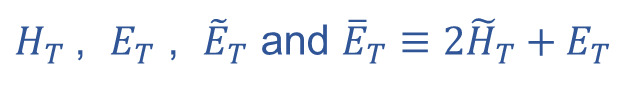 H_T , E_T , Ẽ_T and Ē_T ≡ 2H̃_T + E_T